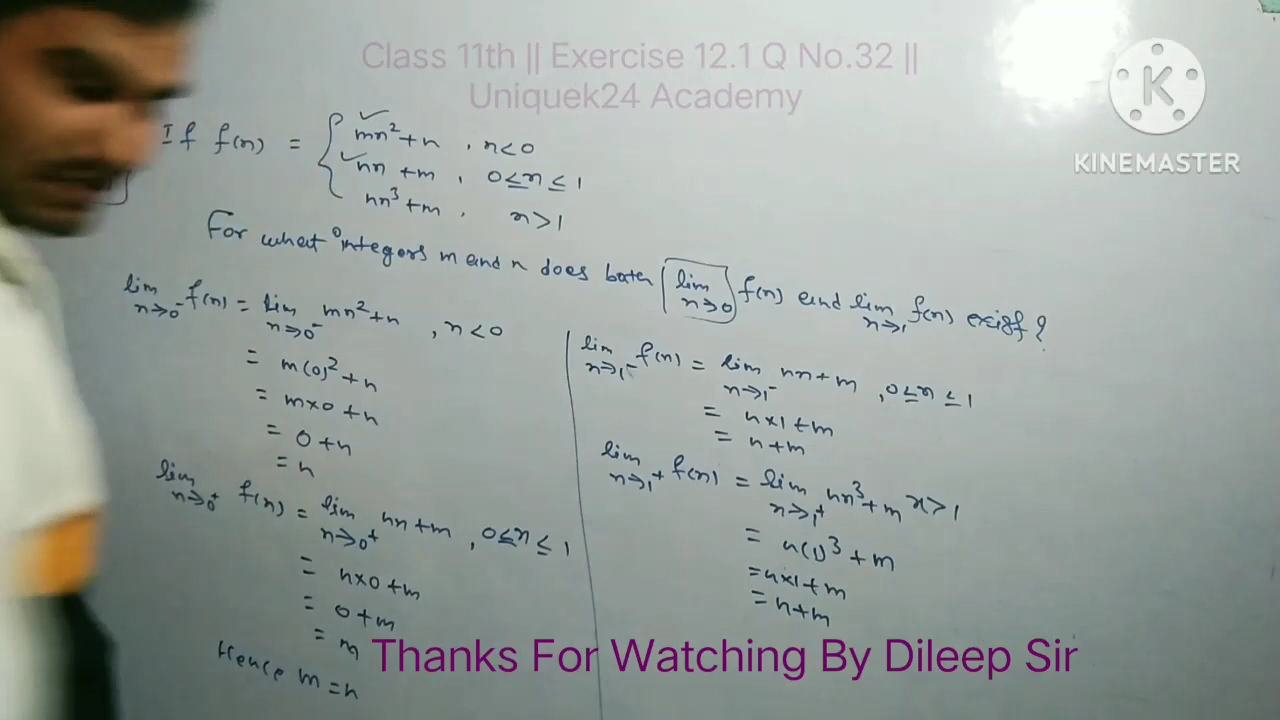 Class 11th || Exercise 12.1 Q No.32 ||
Uniquek24 Academy
K
KINEMASTER
If f(x) = { mx²+n , x<0
nx +m , 0≤x≤1
nx³+m . x>1
For what integers m and n does both lim x→0 f(x) and lim x→1 f(x) exist?
lim x→0⁻ f(x) = lim x→0⁻ mx²+n , x<0
= m(0)²+n
= m×0+n
= 0+n
= n
lim x→0⁺ f(x) = lim x→0⁺ nx+m , 0≤x≤1
= n×0+m
= 0+m
= m
Hence m=n
lim x→1⁻ f(x) = lim x→1⁻ nx+m , 0≤x≤1
= n×1+m
= n+m
lim x→1⁺ f(x) = lim x→1⁺ nx³+m x>1
= n(1)³+m
=n×1+m
= n+m
Thanks For Watching By Dileep Sir